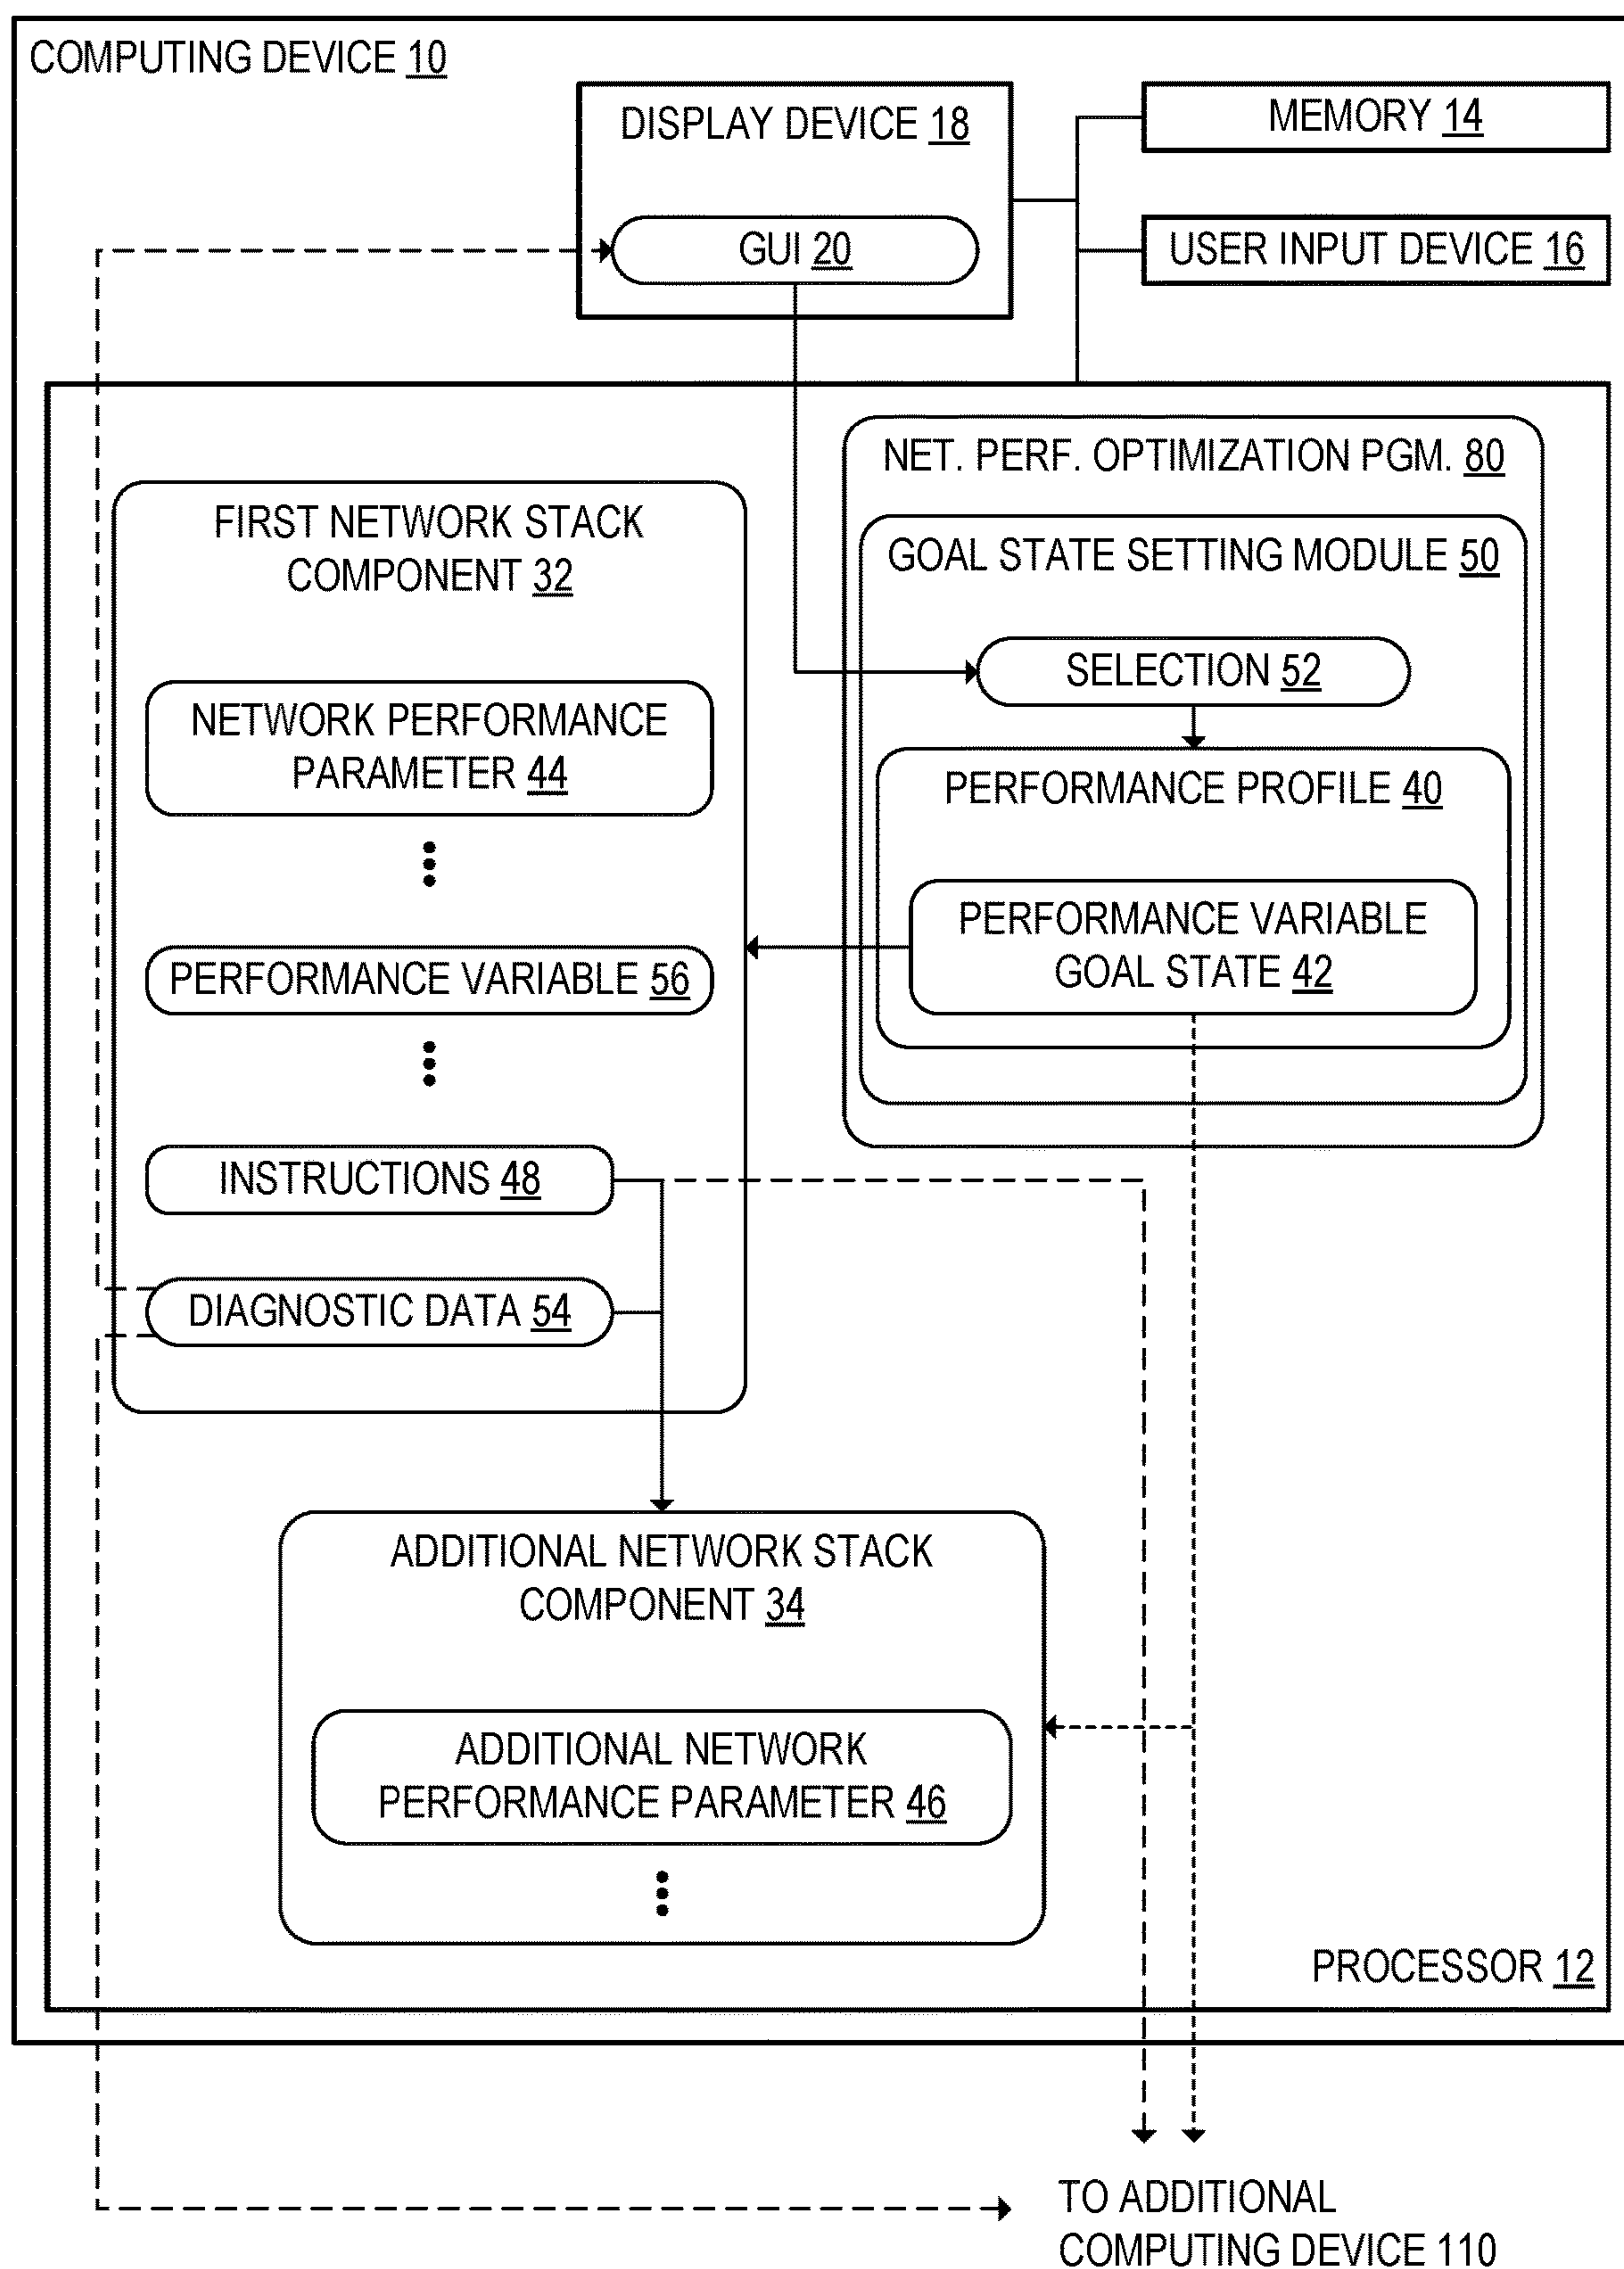 COMPUTING DEVICE 10
DISPLAY DEVICE 18
GUI 20
MEMORY 14
USER INPUT DEVICE 16
NET. PERF. OPTIMIZATION PGM. 80
GOAL STATE SETTING MODULE 50
SELECTION 52
PERFORMANCE PROFILE 40
PERFORMANCE VARIABLE
GOAL STATE 42
FIRST NETWORK STACK
COMPONENT 32
NETWORK PERFORMANCE
PARAMETER 44
PERFORMANCE VARIABLE 56
INSTRUCTIONS 48
DIAGNOSTIC DATA 54
ADDITIONAL NETWORK STACK
COMPONENT 34
ADDITIONAL NETWORK
PERFORMANCE PARAMETER 46
PROCESSOR 12
TO ADDITIONAL
COMPUTING DEVICE 110